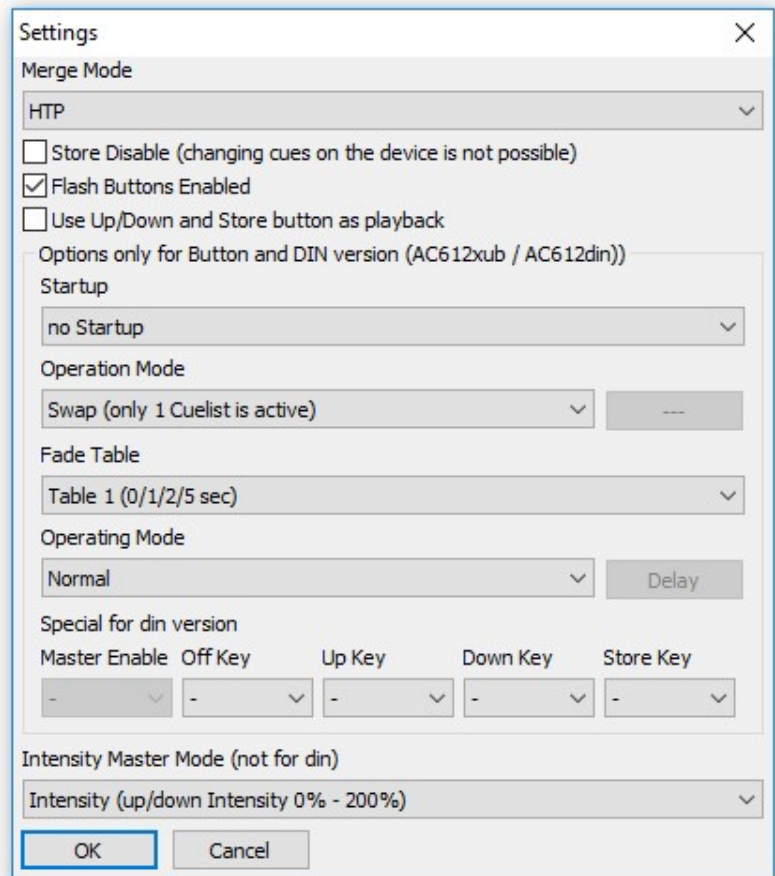 Settings
Merge Mode
HTP
Store Disable (changing cues on the device is not possible)
Flash Buttons Enabled
Use Up/Down and Store button as playback
Options only for Button and DIN version (AC612xub / AC612din))
Startup
no Startup
Operation Mode
Swap (only 1 Cuelist is active) ---
Fade Table
Table 1 (0/1/2/5 sec)
Operating Mode
Normal Delay
Special for din version
Master Enable Off Key Up Key Down Key Store Key
- - - - -
Intensity Master Mode (not for din)
Intensity (up/down Intensity 0% - 200%)
OK Cancel